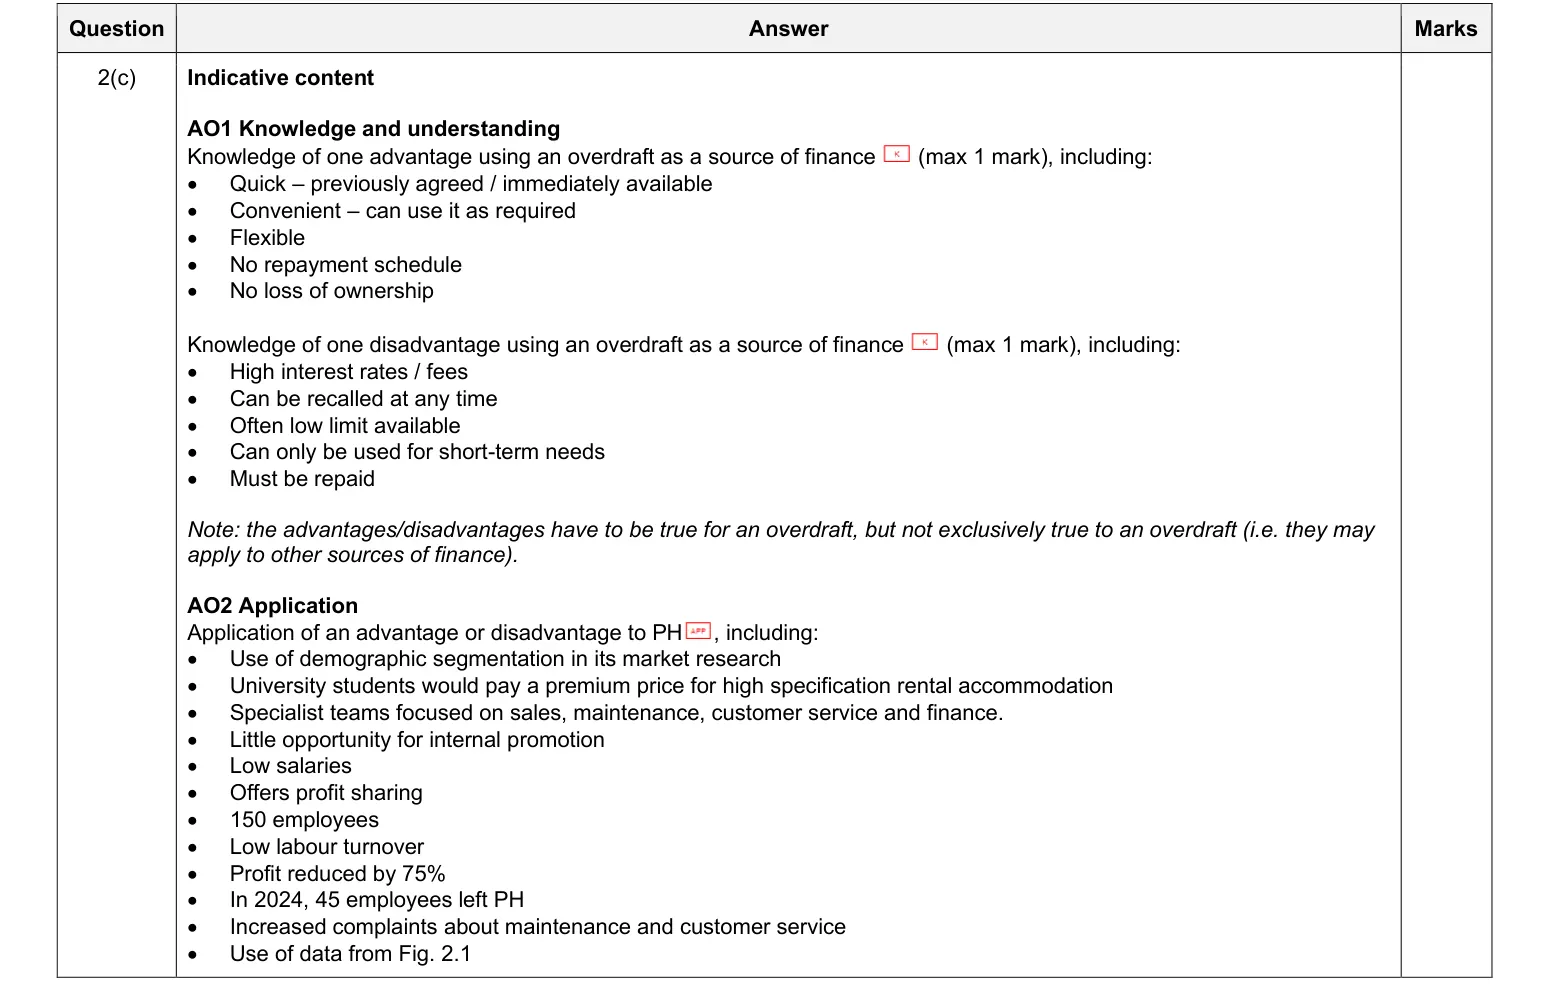 Question Answer Marks
2(c) Indicative content
AO1 Knowledge and understanding
Knowledge of one advantage using an overdraft as a source of finance K (max 1 mark), including:
• Quick – previously agreed / immediately available
• Convenient – can use it as required
• Flexible
• No repayment schedule
• No loss of ownership
Knowledge of one disadvantage using an overdraft as a source of finance K (max 1 mark), including:
• High interest rates / fees
• Can be recalled at any time
• Often low limit available
• Can only be used for short-term needs
• Must be repaid
Note: the advantages/disadvantages have to be true for an overdraft, but not exclusively true to an overdraft (i.e. they may
apply to other sources of finance).
AO2 Application
Application of an advantage or disadvantage to PH APP, including:
• Use of demographic segmentation in its market research
• University students would pay a premium price for high specification rental accommodation
• Specialist teams focused on sales, maintenance, customer service and finance.
• Little opportunity for internal promotion
• Low salaries
• Offers profit sharing
• 150 employees
• Low labour turnover
• Profit reduced by 75%
• In 2024, 45 employees left PH
• Increased complaints about maintenance and customer service
• Use of data from Fig. 2.1